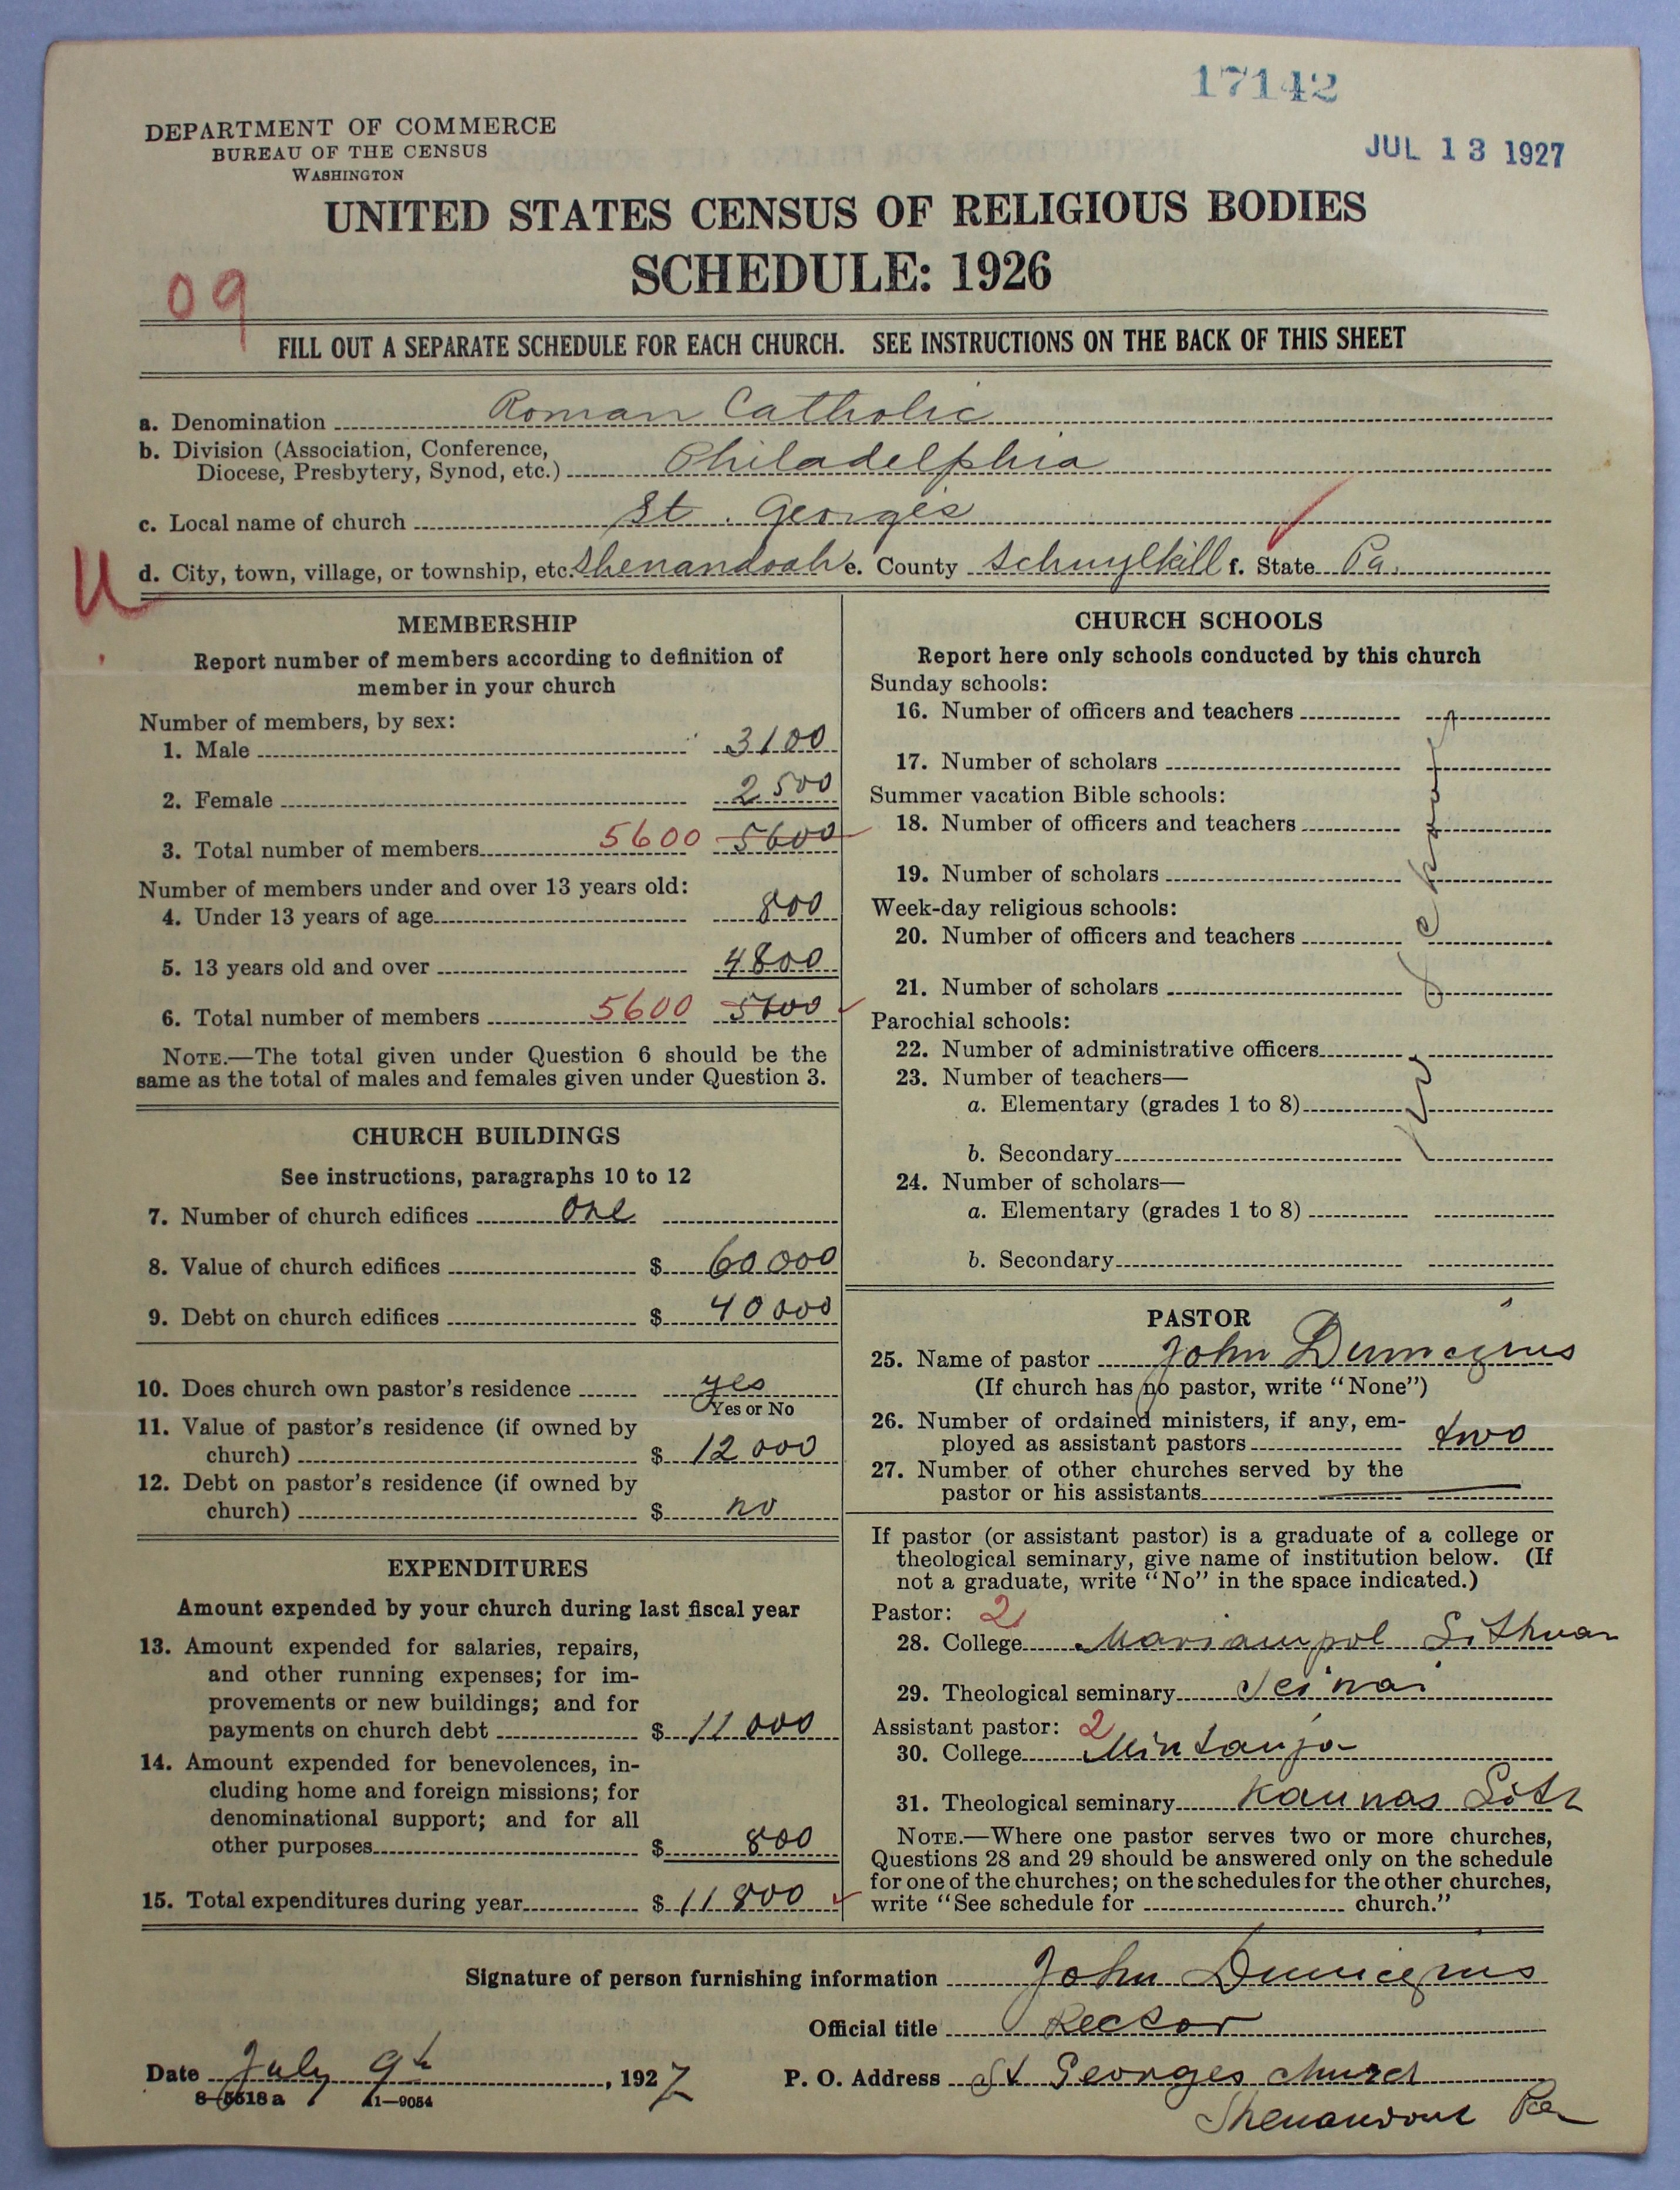 17142
JUL 13 1927
DEPARTMENT OF COMMERCE
BUREAU OF THE CENSUS
WASHINGTON
UNITED STATES CENSUS OF RELIGIOUS BODIES
SCHEDULE: 1926
09
FILL OUT A SEPARATE SCHEDULE FOR EACH CHURCH. SEE INSTRUCTIONS ON THE BACK OF THIS SHEET
a. Denomination Roman Catholic
b. Division (Association, Conference,
Diocese, Presbytery, Synod, etc.) Philadelphia
c. Local name of church St. Georges
U
d. City, town, village, or township, etc. Shenandoah e. County Schuylkill f. State Pa.
MEMBERSHIP
Report number of members according to definition of
member in your church
Number of members, by sex:
1. Male 3100
2. Female 2500
3. Total number of members 5600 5600
Number of members under and over 13 years old:
4. Under 13 years of age 800
5. 13 years old and over 4800
6. Total number of members 5600 5600
NOTE.—The total given under Question 6 should be the
same as the total of males and females given under Question 3.
CHURCH BUILDINGS
See instructions, paragraphs 10 to 12
7. Number of church edifices one
8. Value of church edifices $ 60000
9. Debt on church edifices $ 40000
10. Does church own pastor's residence yes
Yes or No
11. Value of pastor's residence (if owned by
church) $ 12000
12. Debt on pastor's residence (if owned by
church) $ no
EXPENDITURES
Amount expended by your church during last fiscal year
13. Amount expended for salaries, repairs,
and other running expenses; for im-
provements or new buildings; and for
payments on church debt $ 11000
14. Amount expended for benevolences, in-
cluding home and foreign missions; for
denominational support; and for all
other purposes $ 800
15. Total expenditures during year $ 11800
CHURCH SCHOOLS
Report here only schools conducted by this church
Sunday schools:
16. Number of officers and teachers
17. Number of scholars
Summer vacation Bible schools:
18. Number of officers and teachers
19. Number of scholars
Week-day religious schools:
20. Number of officers and teachers
21. Number of scholars
Parochial schools:
22. Number of administrative officers
23. Number of teachers—
a. Elementary (grades 1 to 8)
b. Secondary
24. Number of scholars—
a. Elementary (grades 1 to 8)
b. Secondary
PASTOR
25. Name of pastor John
(If church has no pastor, write "None")
26. Number of ordained ministers, if any, em-
ployed as assistant pastors two
27. Number of other churches served by the
pastor or his assistants
If pastor (or assistant pastor) is a graduate of a college or
theological seminary, give name of institution below. (If
not a graduate, write "No" in the space indicated.)
Pastor: 2
28. College Mariampol Lithuan
29. Theological seminary Seinai
Assistant pastor: 2
30. College Mintauja
31. Theological seminary Kaunas Lith
NOTE.—Where one pastor serves two or more churches,
Questions 28 and 29 should be answered only on the schedule
for one of the churches; on the schedules for the other churches,
write "See schedule for church."
Signature of person furnishing information John
Official title Rector
Date July 9th, 1927 P. O. Address St Georges church
8-5518a 11-9054
Shenandoah Pa